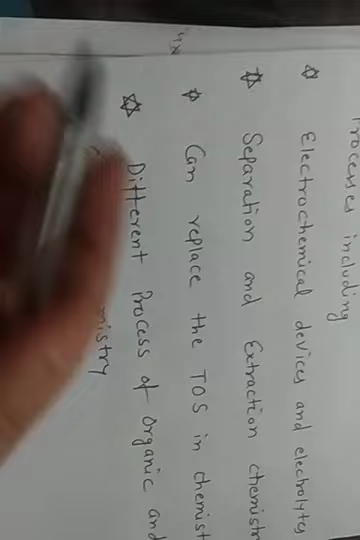 Processes including
Electrochemical devices and electrolytes
Separation and Extraction chemistr
Can replace the TOS in chemist
Different Process of organic and
mistry